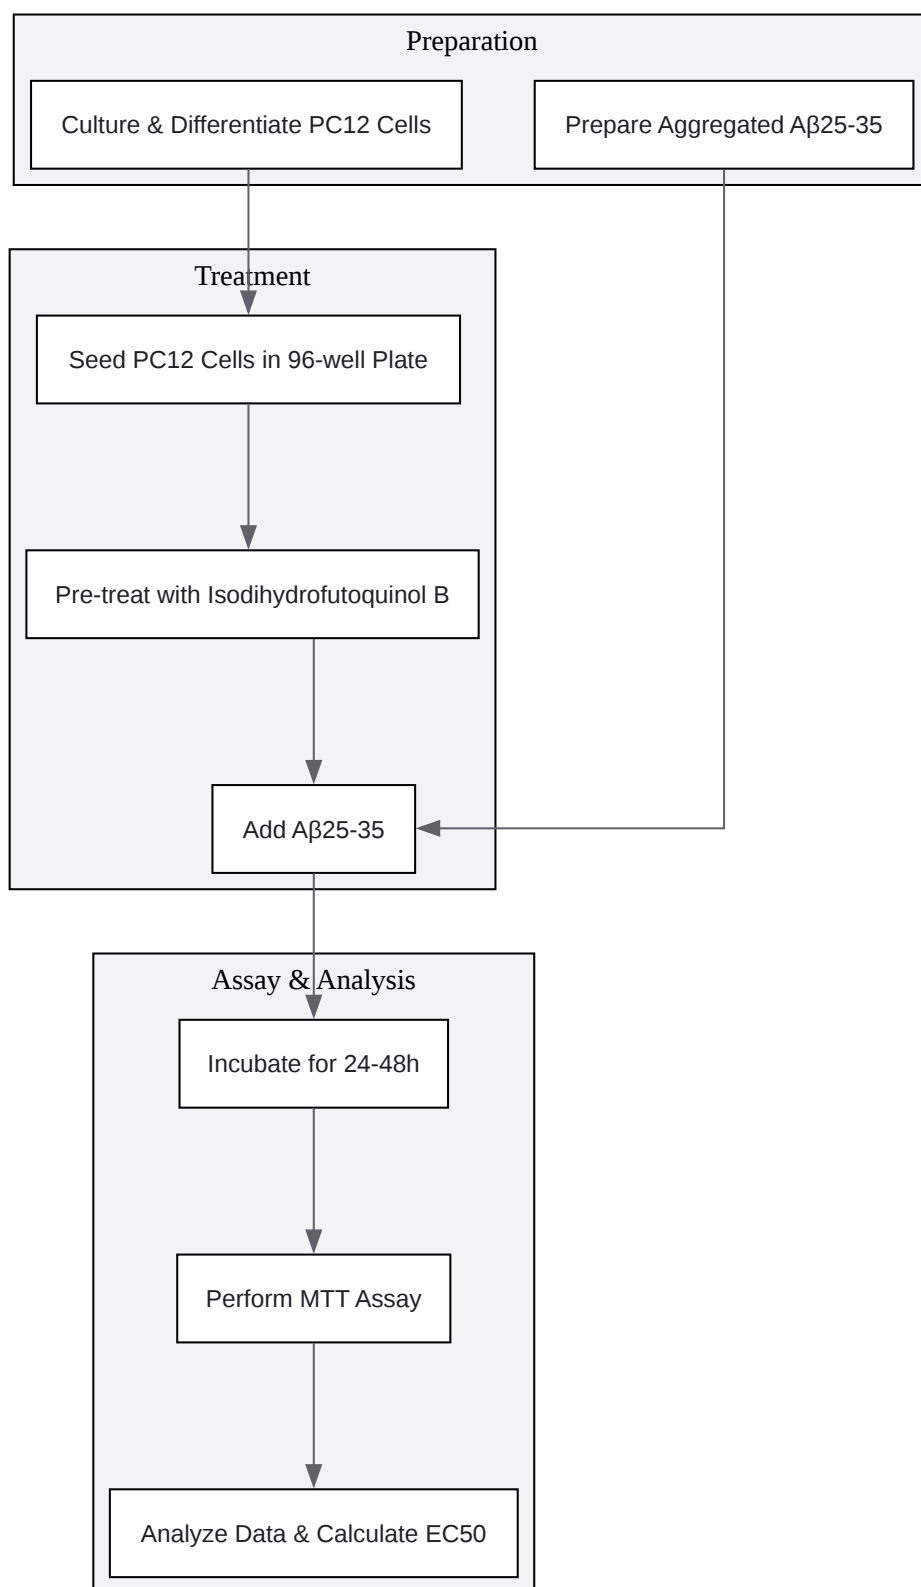 Preparation
Culture & Differentiate PC12 Cells
Prepare Aggregated Aβ25-35
Treatment
Seed PC12 Cells in 96-well Plate
Pre-treat with Isodihydrofutoquinol B
Add Aβ25-35
Assay & Analysis
Incubate for 24-48h
Perform MTT Assay
Analyze Data & Calculate EC50